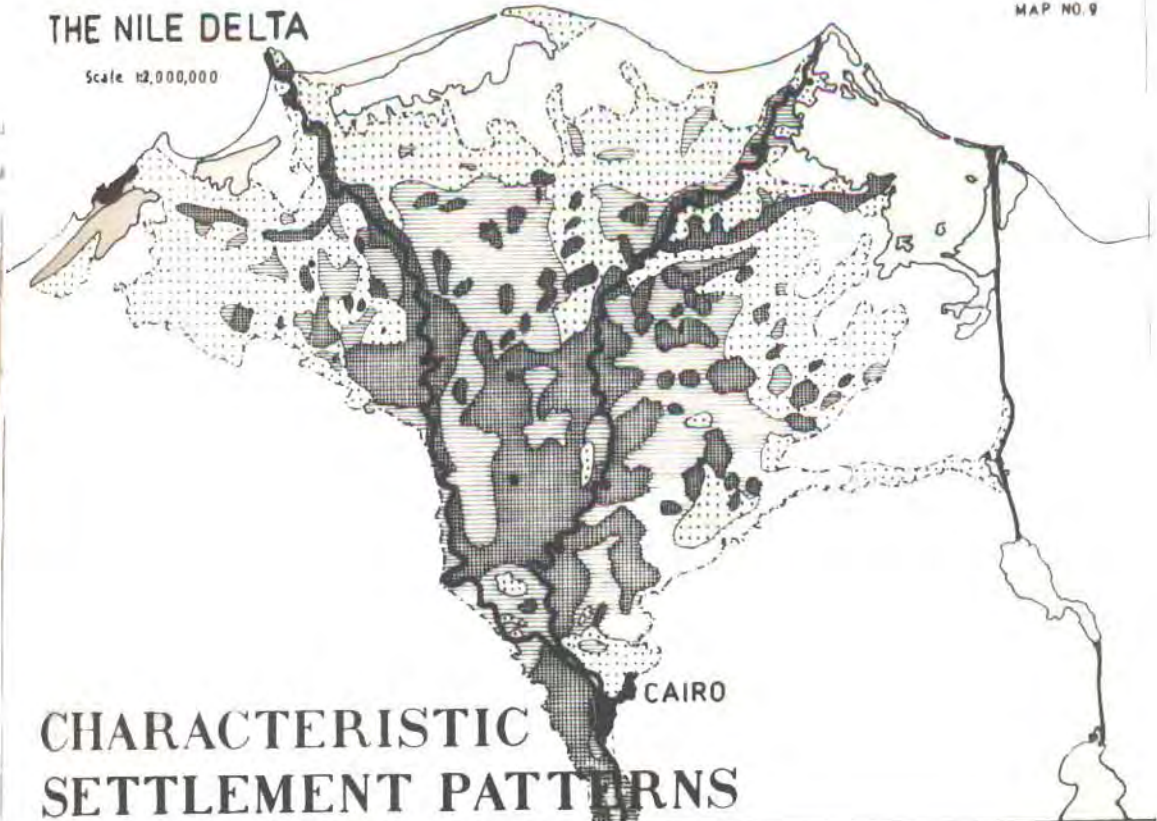 THE NILE DELTA
MAP NO. 9
Scale 1:2,000,000
CAIRO
CHARACTERISTIC
SETTLEMENT PATTERNS